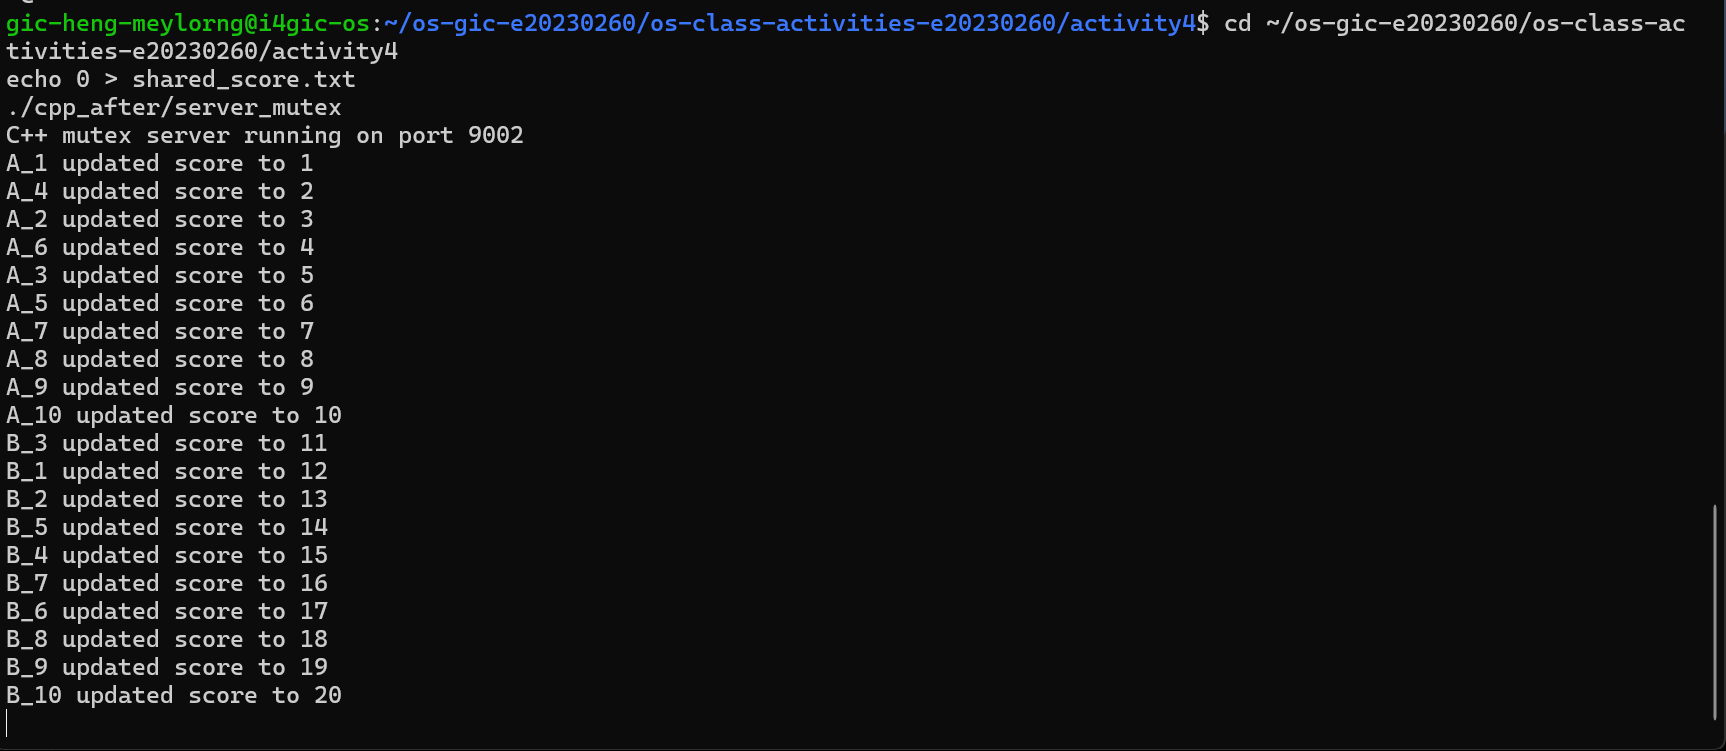 gic-heng-meylorng@i4gic-os:~/os-gic-e20230260/os-class-activities-e20230260/activity4$ cd ~/os-gic-e20230260/os-class-ac
tivities-e20230260/activity4
echo 0 > shared_score.txt
./cpp_after/server_mutex
C++ mutex server running on port 9002
A_1 updated score to 1
A_4 updated score to 2
A_2 updated score to 3
A_6 updated score to 4
A_3 updated score to 5
A_5 updated score to 6
A_7 updated score to 7
A_8 updated score to 8
A_9 updated score to 9
A_10 updated score to 10
B_3 updated score to 11
B_1 updated score to 12
B_2 updated score to 13
B_5 updated score to 14
B_4 updated score to 15
B_7 updated score to 16
B_6 updated score to 17
B_8 updated score to 18
B_9 updated score to 19
B_10 updated score to 20